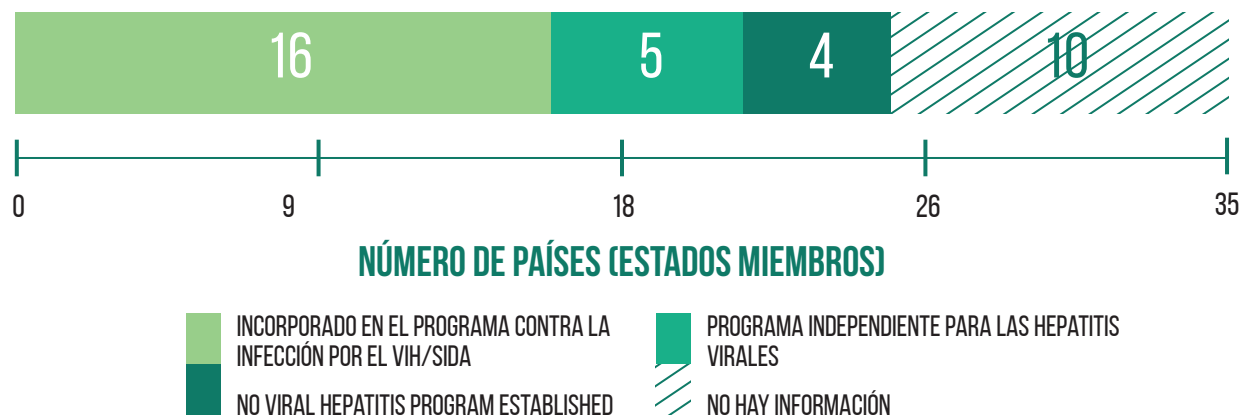 16 5 4 10
0 9 18 26 35
NÚMERO DE PAÍSES (ESTADOS MIEMBROS)
INCORPORADO EN EL PROGRAMA CONTRA LA
INFECCIÓN POR EL VIH/SIDA
NO VIRAL HEPATITIS PROGRAM ESTABLISHED
PROGRAMA INDEPENDIENTE PARA LAS HEPATITIS
VIRALES
NO HAY INFORMACIÓN